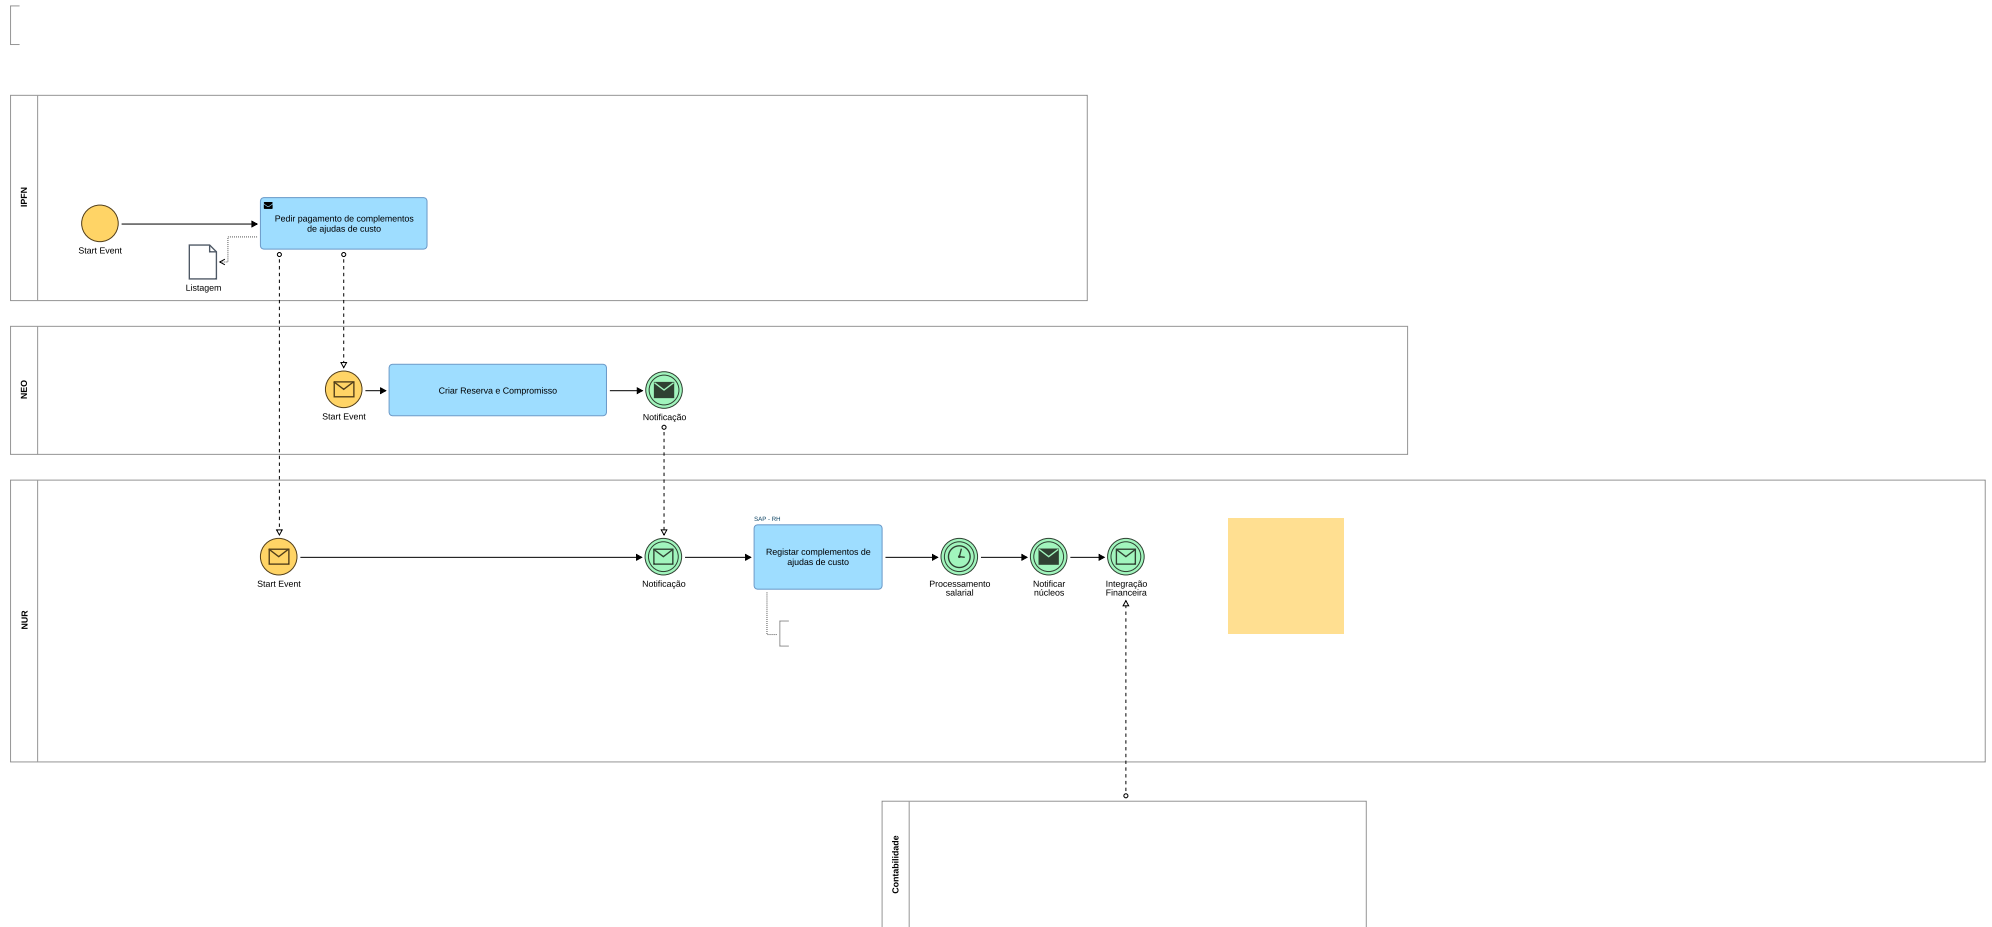 IPFN
Pedir pagamento de complementos
de ajudas de custo
Start Event
Listagem
NEO
Criar Reserva e Compromisso
Start Event
Notificação
NUR
SAP - RH
Registar complementos de
ajudas de custo
Start Event
Notificação
Processamento
salarial
Notificar
núcleos
Integração
Financeira
Contabilidade